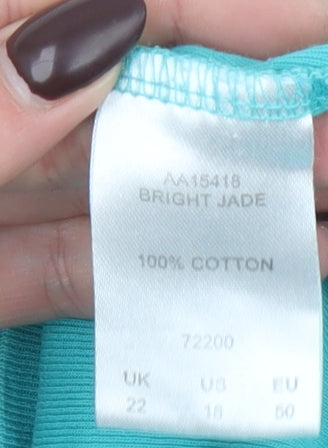 AA15418
BRIGHT JADE
100% COTTON
72200
UK US EU
22 18 50